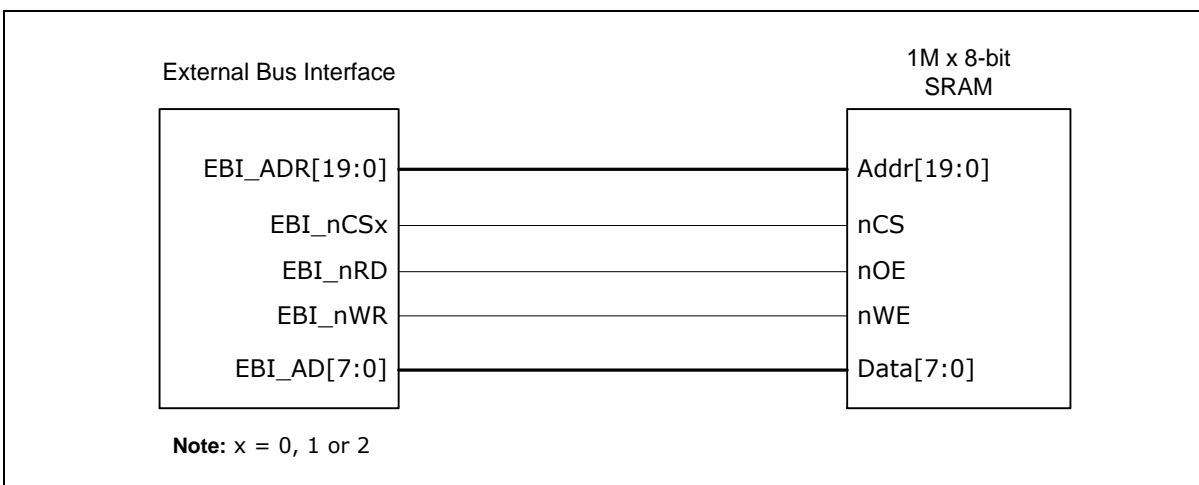 External Bus Interface
1M x 8-bit
SRAM
EBI_ADR[19:0]
Addr[19:0]
EBI_nCSx
nCS
EBI_nRD
nOE
EBI_nWR
nWE
EBI_AD[7:0]
Data[7:0]
Note: x = 0, 1 or 2